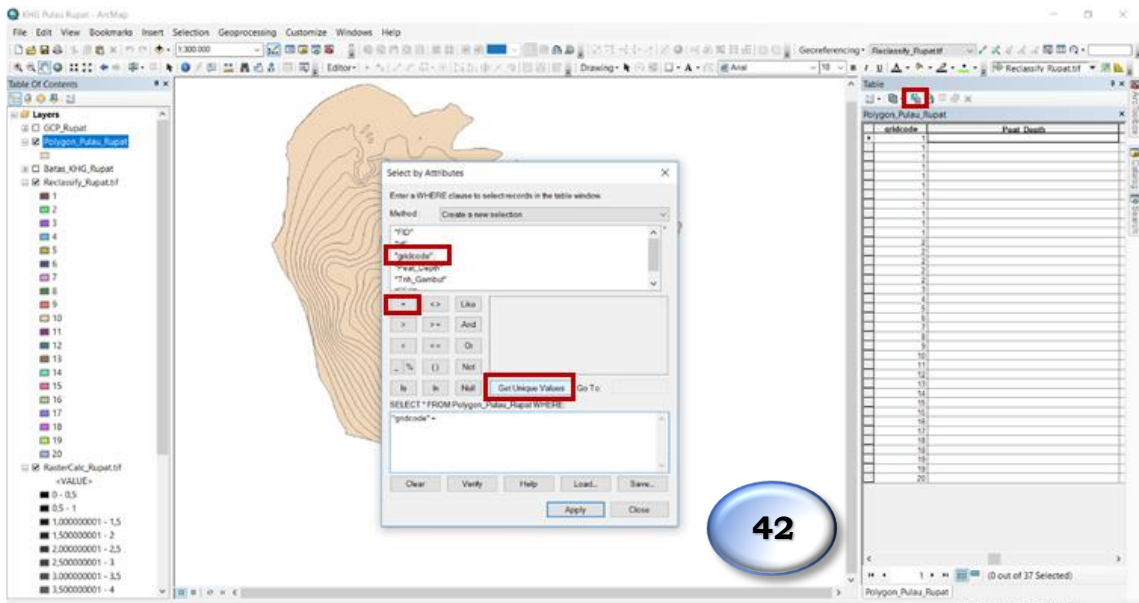 KHG Pulau Rupat - ArcMap
File Edit View Bookmarks Insert Selection Geoprocessing Customize Windows Help
1:300.000
Georeferencing
Reclassify_Rupat.tif
Editor
Drawing
Arial
10
B I U A
Reclassify_Rupat.tif
Table Of Contents
Layers
GCP_Rupat
Polygon_Pulau_Rupat
Batas_KHG_Rupat
Reclassify_Rupat.tif
1
2
3
4
5
6
7
8
9
10
11
12
13
14
15
16
17
18
19
20
RasterCalc_Rupat.tif
<VALUE>
0 - 0,5
0,5 - 1
1,000000001 - 1,5
1,500000001 - 2
2,000000001 - 2,5
2,500000001 - 3
3,000000001 - 3,5
3,500000001 - 4
Select by Attributes
Enter a WHERE clause to select records in the table window.
Method Create a new selection
"FID"
"gridcode"
"Peat_Depth"
"Tnh_Gambut"
= <> Like
> >= And
< <= Or
_ % () Not
Is In Null Get Unique Values Go To:
SELECT * FROM Polygon_Pulau_Rupat WHERE:
"gridcode" =
Clear Verify Help Load... Save...
Apply Close
42
Table
Polygon_Pulau_Rupat
gridcode Peat_Depth
1
1
1
1
1
1
1
1
1
1
1
2
2
2
2
2
3
4
5
6
7
8
9
10
11
12
13
14
15
15
16
17
18
18
19
19
20
1
(0 out of 37 Selected)
Polygon_Pulau_Rupat
ArcToolbox
Catalog
Search